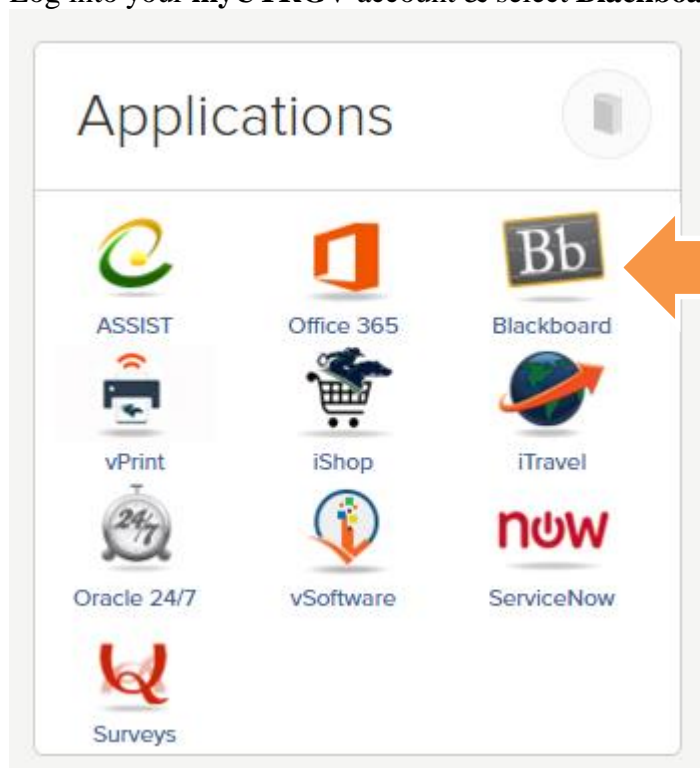 Log into your myUTRGV account & select Blackboa
Applications
Bb
ASSIST Office 365 Blackboard
vPrint iShop iTravel
24/7
now
Oracle 24/7 vSoftware ServiceNow
Surveys